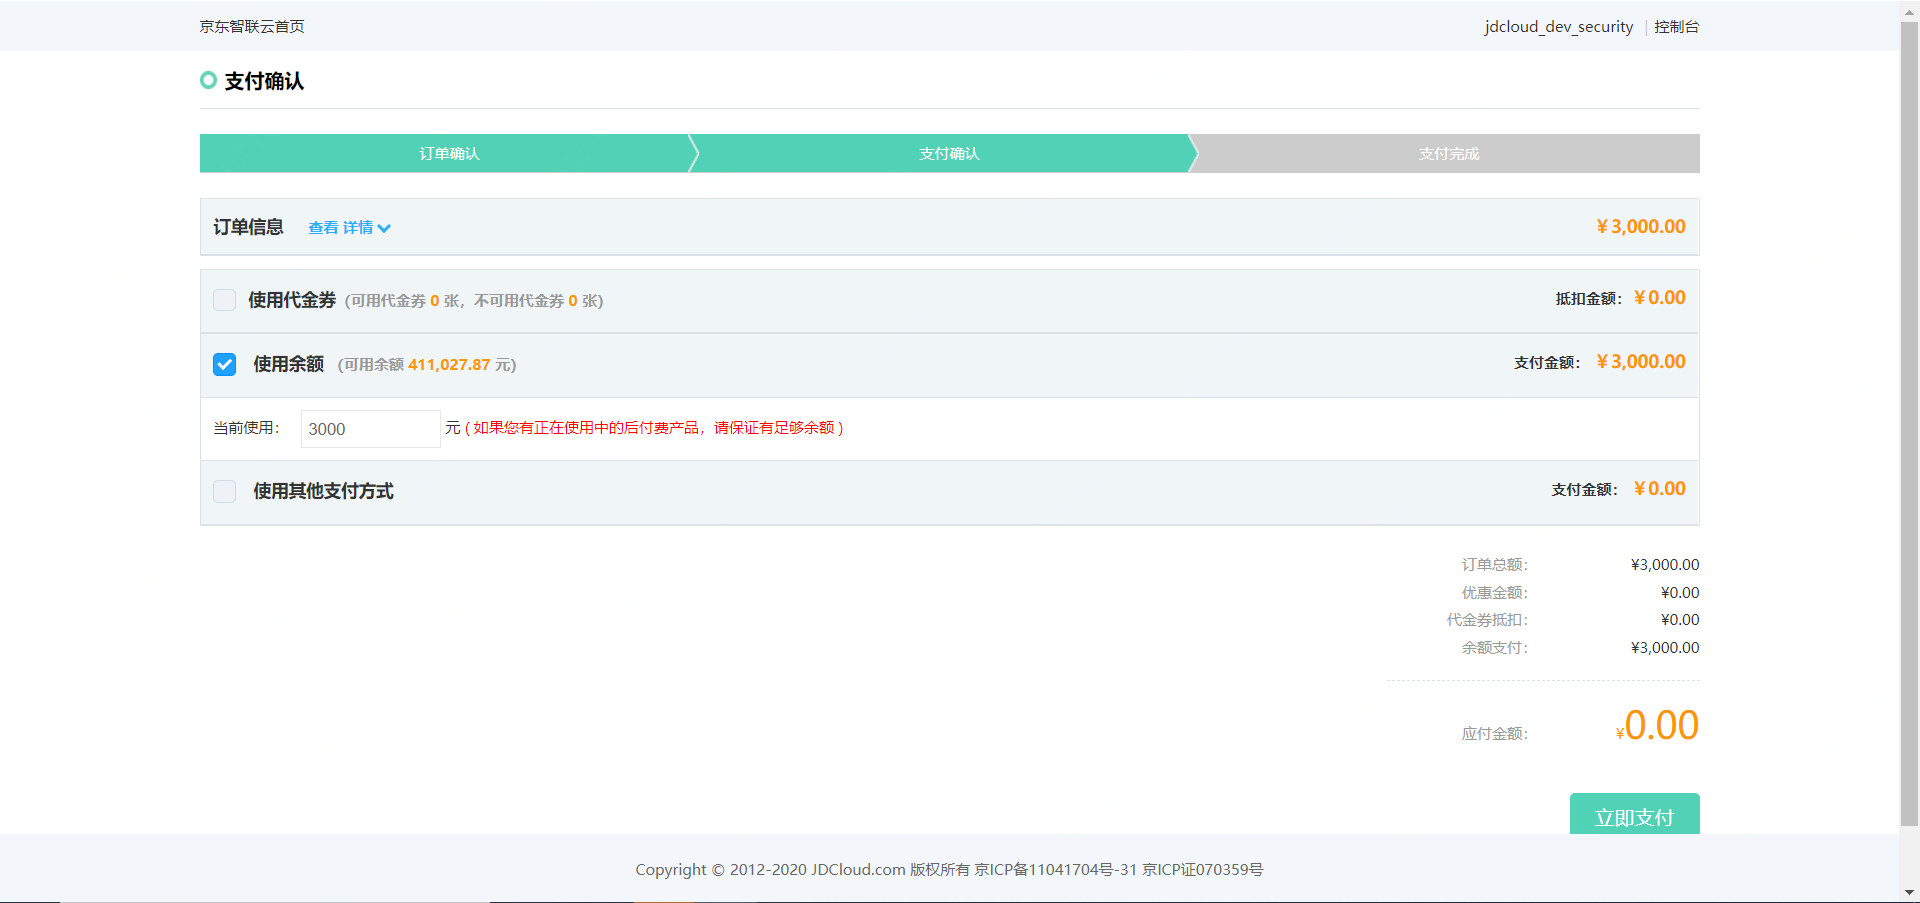 京东智联云首页
jdcloud_dev_security | 控制台
支付确认
订单确认 支付确认 支付完成
订单信息 查看 详情 ¥3,000.00
使用代金券 (可用代金券 0 张，不可用代金券 0 张) 抵扣金额： ¥0.00
使用余额 (可用余额 411,027.87 元) 支付金额： ¥3,000.00
当前使用： 3000 元 ( 如果您有正在使用中的后付费产品，请保证有足够余额 )
使用其他支付方式 支付金额： ¥0.00
订单总额： ¥3,000.00
优惠金额： ¥0.00
代金券抵扣： ¥0.00
余额支付： ¥3,000.00
应付金额： ¥0.00
立即支付
Copyright © 2012-2020 JDCloud.com 版权所有 京ICP备11041704号-31 京ICP证070359号